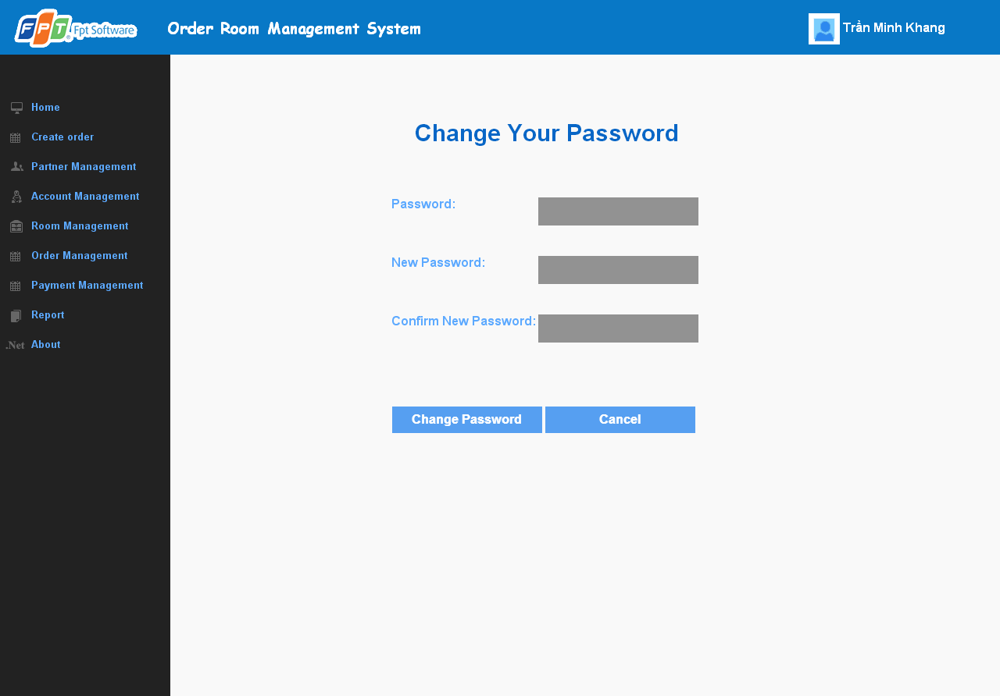 FPT® Fpt Software
Order Room Management System
Trần Minh Khang
Home
Create order
Partner Management
Account Management
Room Management
Order Management
Payment Management
Report
.Net About
Change Your Password
Password:
New Password:
Confirm New Password:
Change Password Cancel